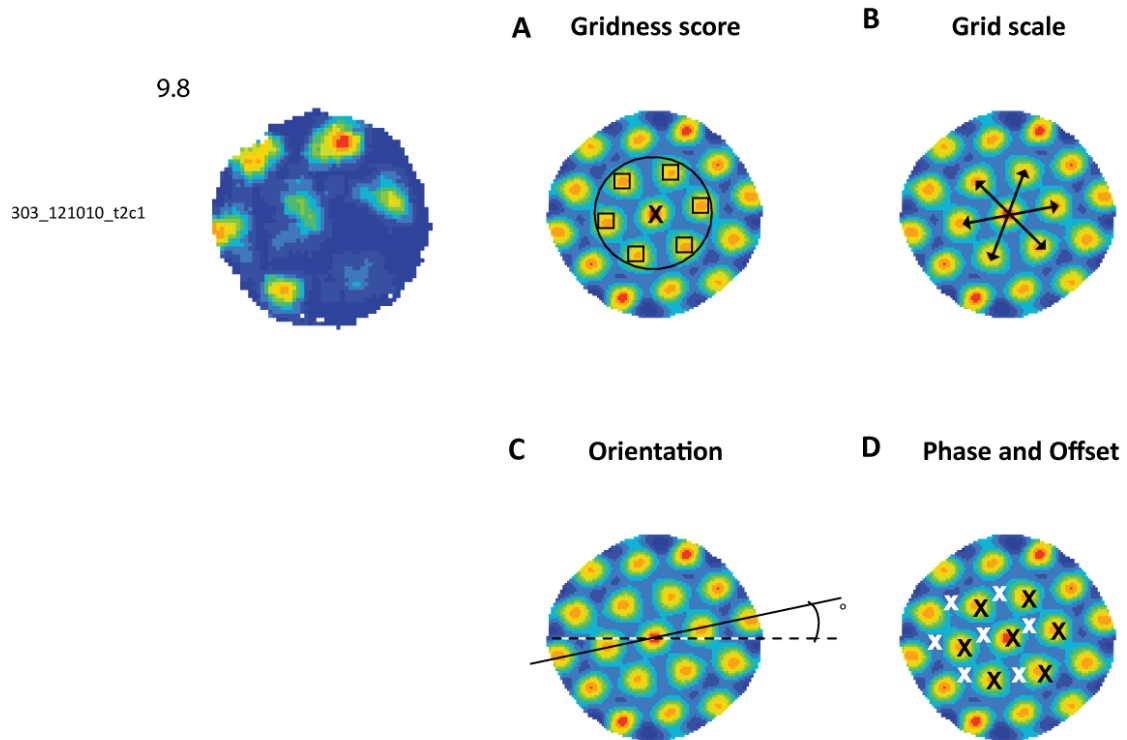 A Gridness score
B Grid scale
9.8
303_121010_t2c1
X
C Orientation
D Phase and Offset
°
X X X X
X X X X X
X X X X X